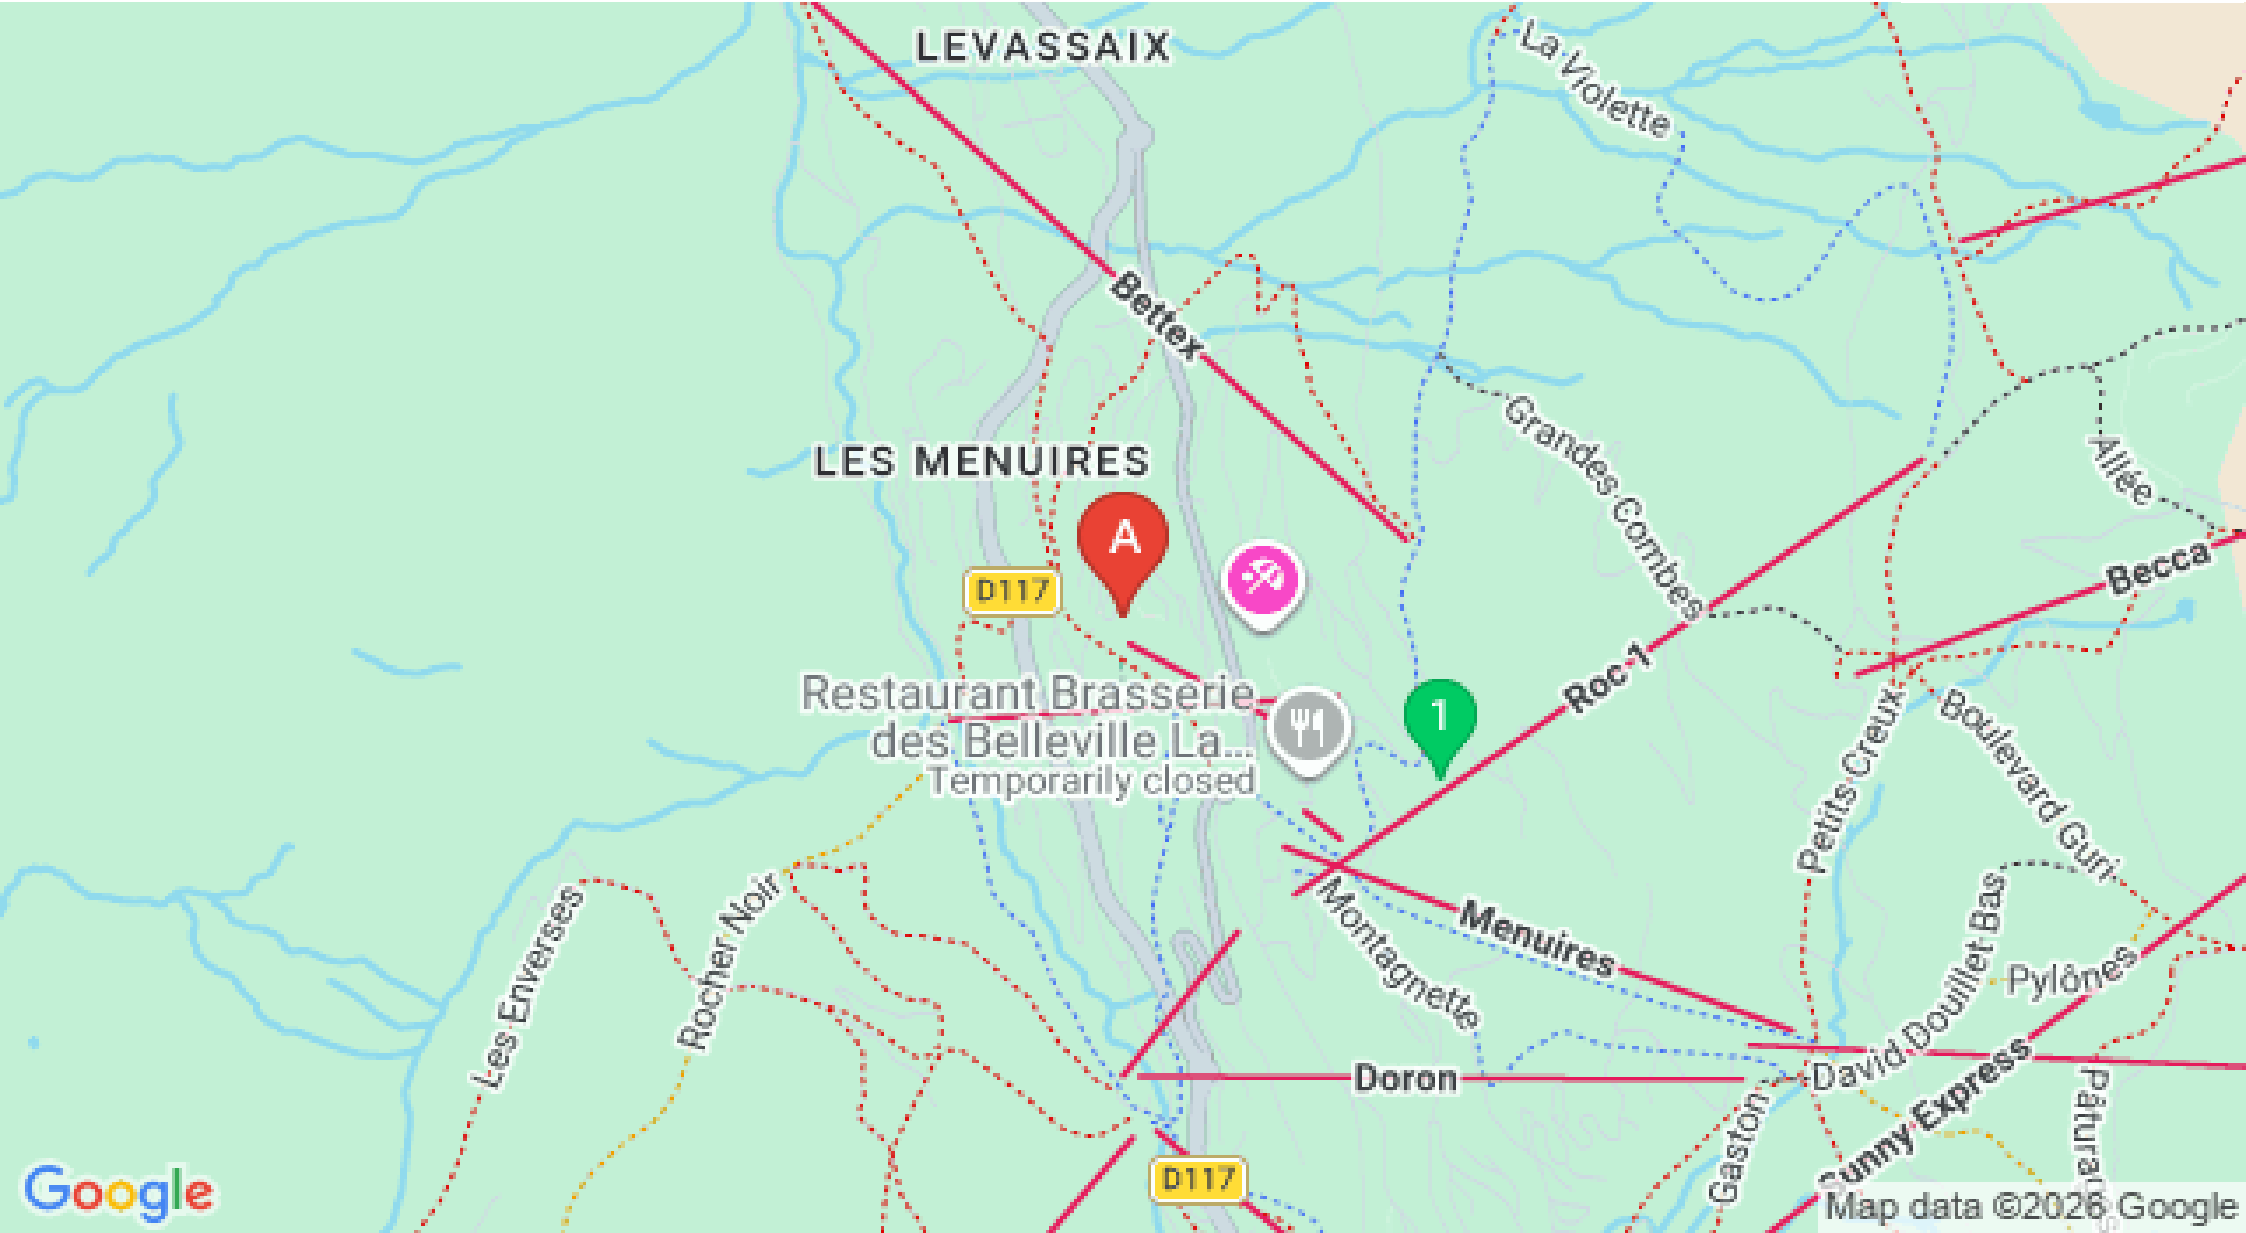 LEVASSAIX
La Violette
Bettex
Grandes Combes
Allée
LES MENUIRES
A
D117
Becca
Roc 1
Restaurant Brasserie
des Belleville La...
Temporarily closed
1
Petits Creux
Boulevard Guri
Les Enverses
Rocher Noir
Montagnette
Menuires
David Douillet Bas
Pylônes
Doron
Sunny Express
Gaston
D117
Google
Map data ©2026 Google